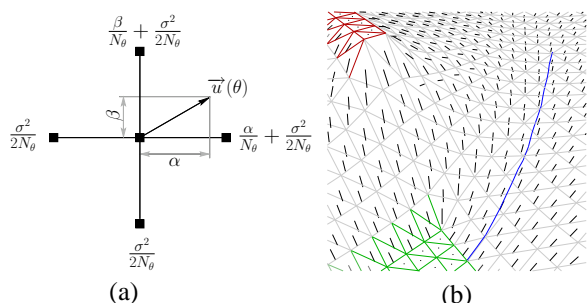 β/N_θ + σ²/2N_θ
u⃗(θ)
β
σ²/2N_θ
α/N_θ + σ²/2N_θ
α
σ²/2N_θ
(a)
(b)